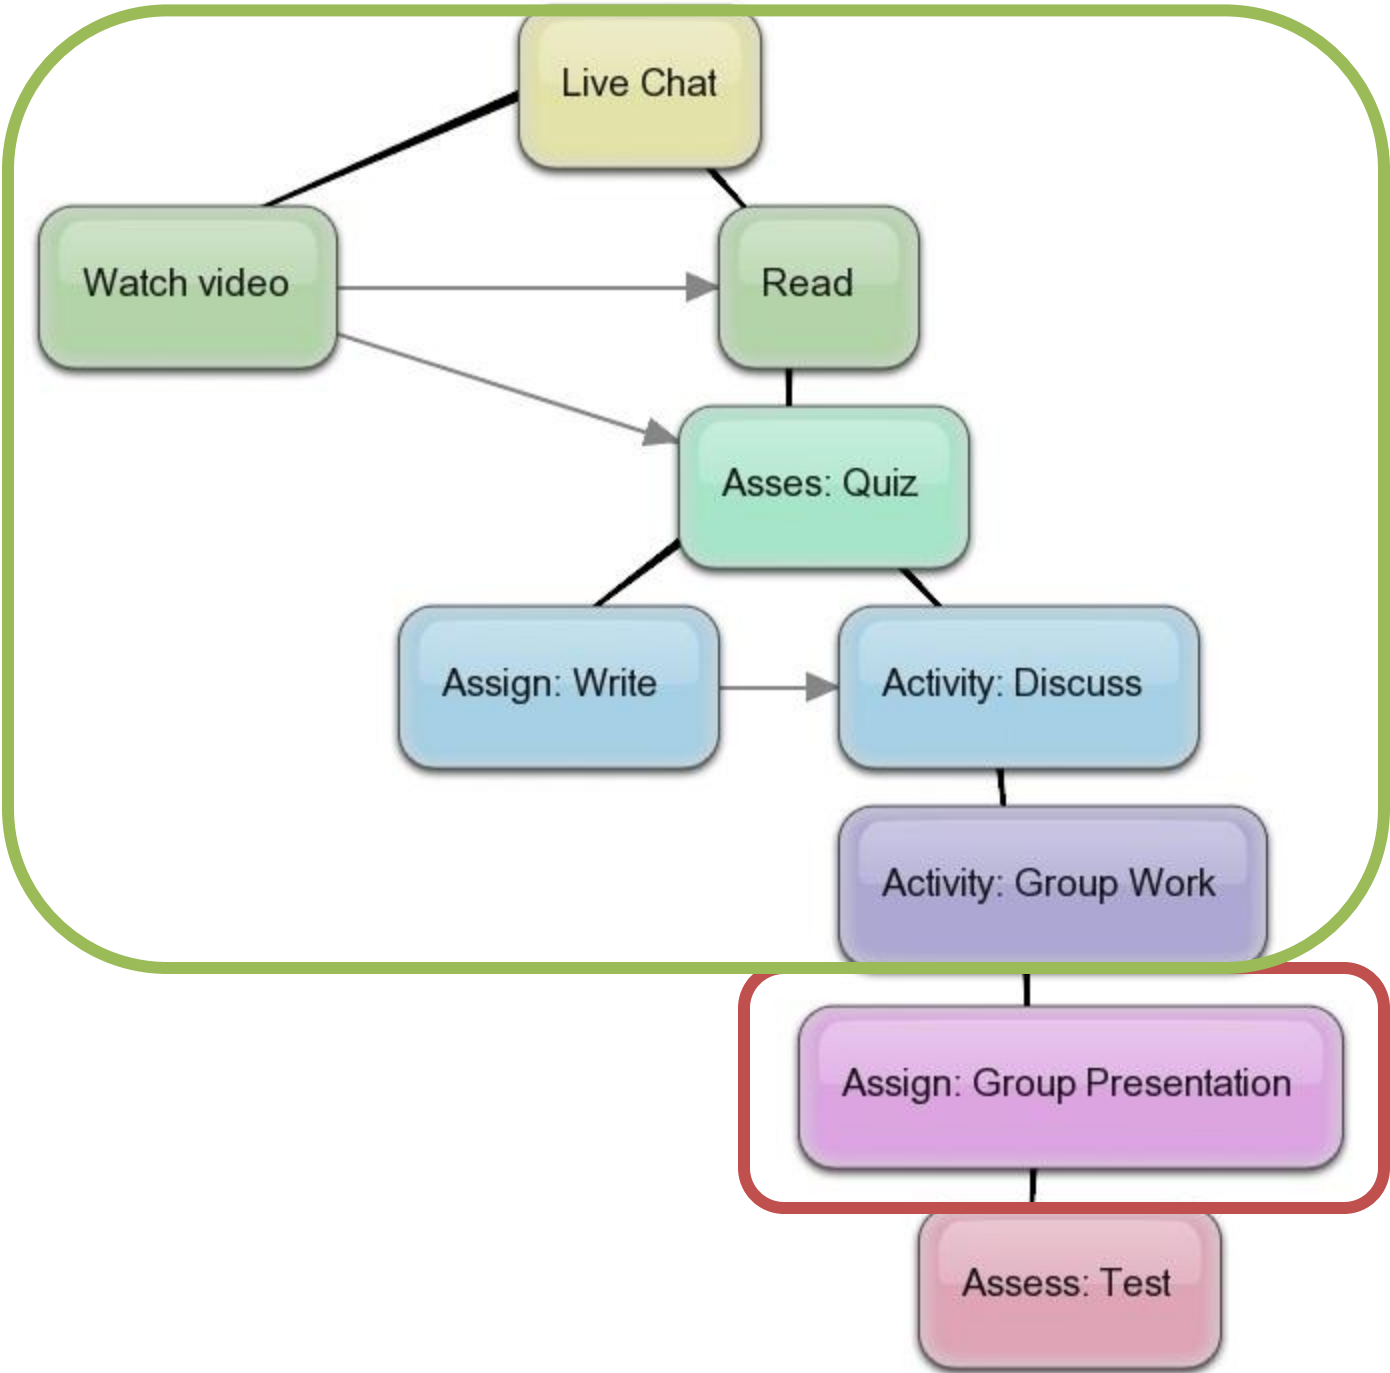 Live Chat
Watch video
Read
Asses: Quiz
Assign: Write
Activity: Discuss
Activity: Group Work
Assign: Group Presentation
Assess: Test